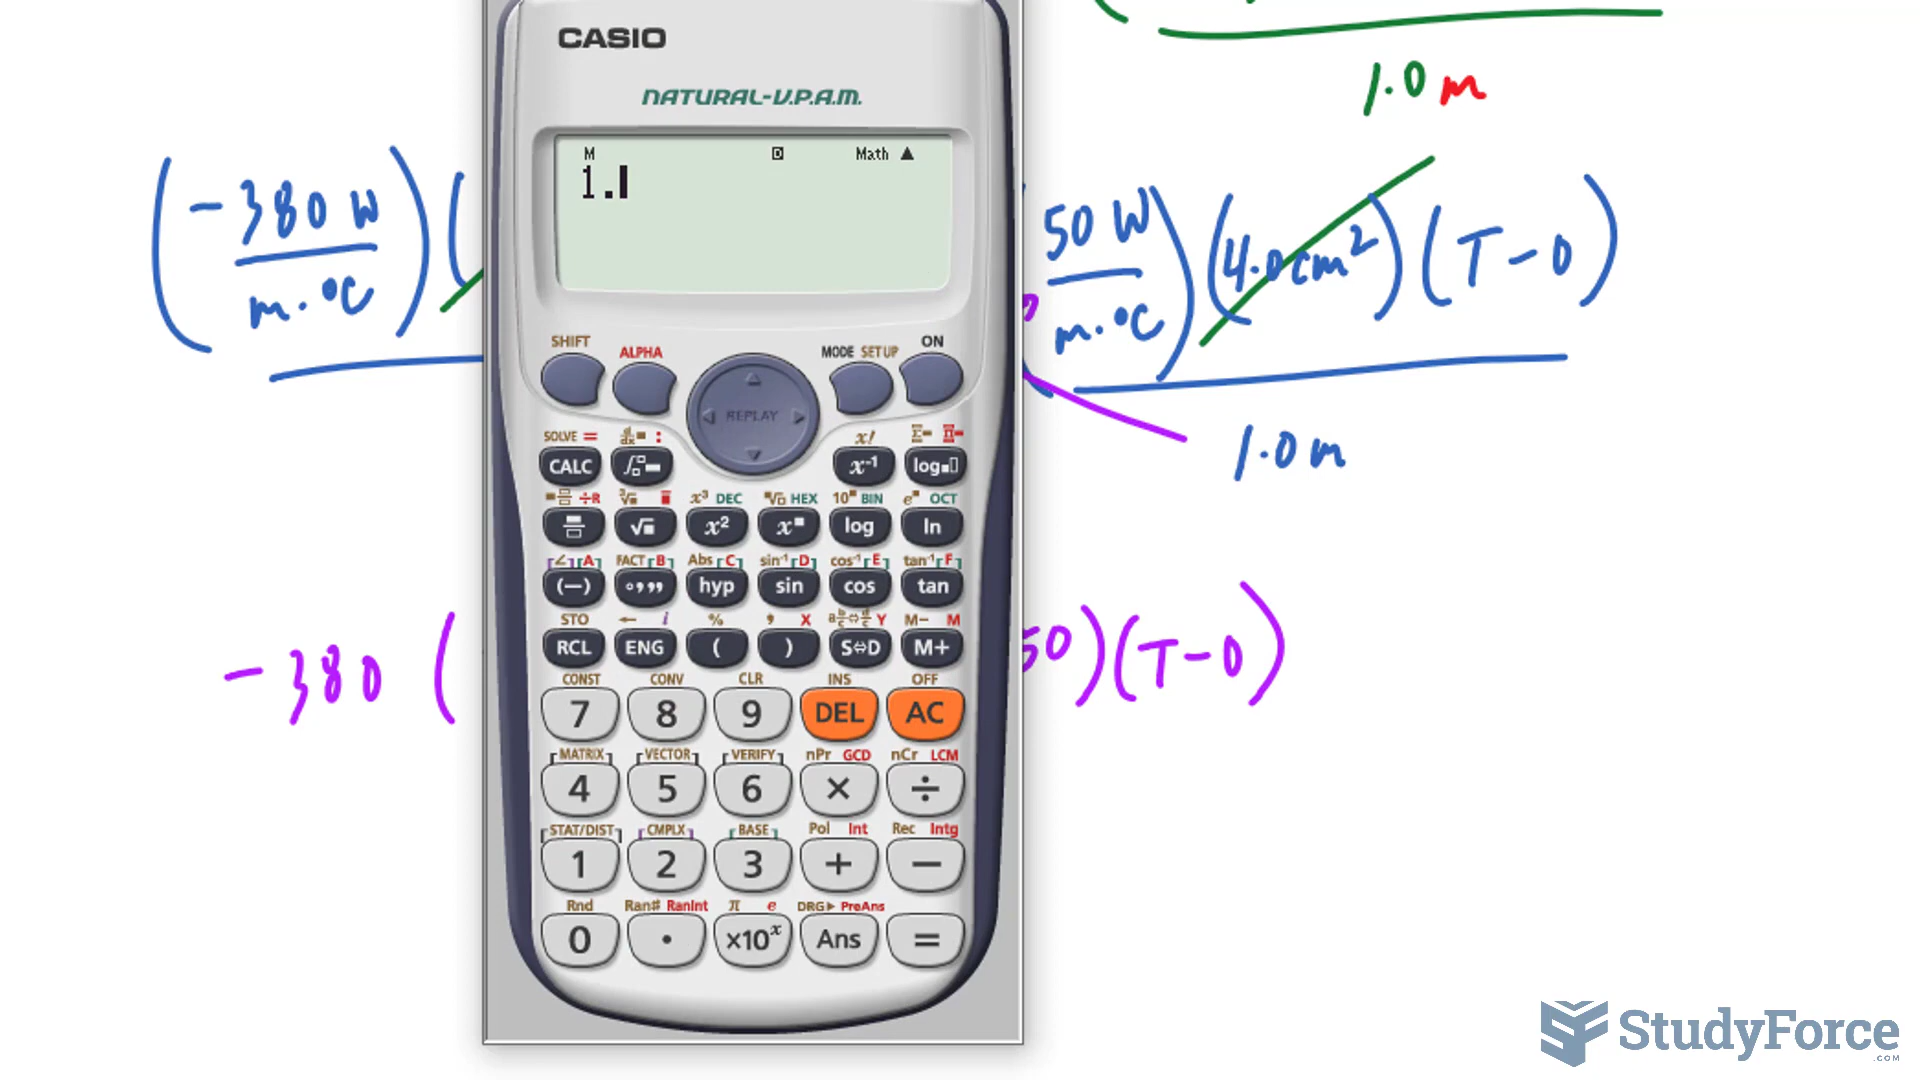 CASIO
NATURAL-V.P.A.M.
1.0 m
M D Math ▲
1.
(-380 W / m·°C) (
50 W / m·°C) (4.0 cm²) (T-0)
1.0 m
SHIFT ALPHA REPLAY MODE SETUP ON
SOLVE = d/dx : x! Σ Π
CALC ∫ x⁻¹ log
÷R ³√ x³ DEC √ HEX 10 BIN e OCT
√ x² x log ln
∠ A FACT B Abs C sin⁻¹ D cos⁻¹ E tan⁻¹ F
(−) °,,, hyp sin cos tan
STO ← i % , X a b/c⇔d/c Y M− M
RCL ENG ( ) S⇔D M+
-380 (
50) (T-0)
CONST CONV CLR INS OFF
7 8 9 DEL AC
MATRIX VECTOR VERIFY nPr GCD nCr LCM
4 5 6 × ÷
STAT/DIST CMPLX BASE Pol Int Rec Intg
1 2 3 + −
Rnd Ran# RanInt π e DRG▶ PreAns
0 . ×10ˣ Ans =
StudyForce
.COM